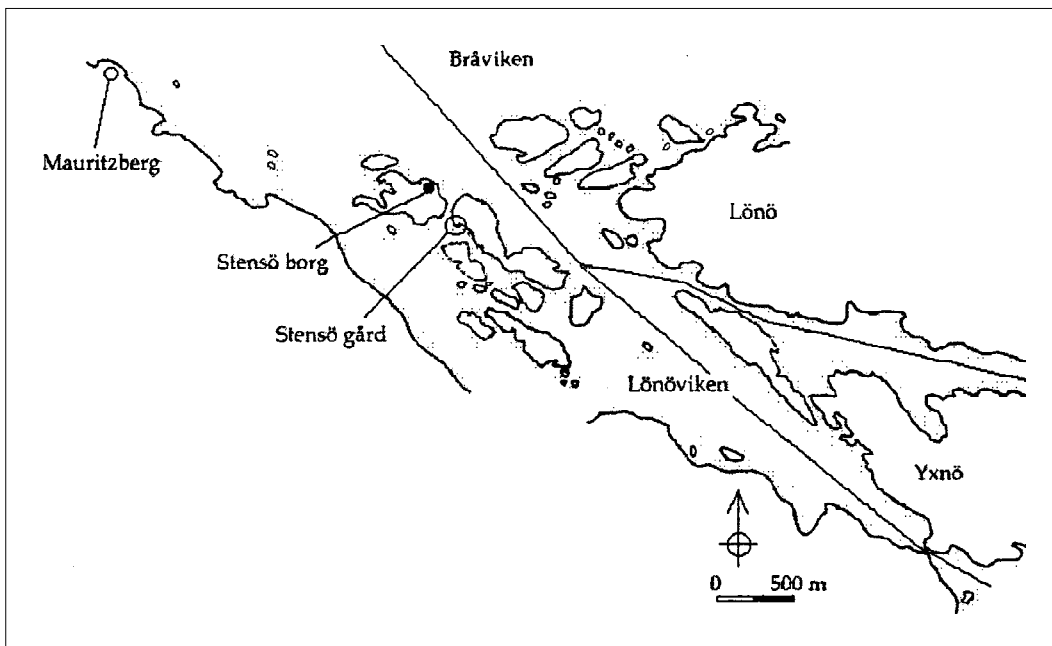 Bråviken
Mauritzberg
Lönö
Stensö borg
Stensö gård
Lönöviken
Yxnö
0 500 m